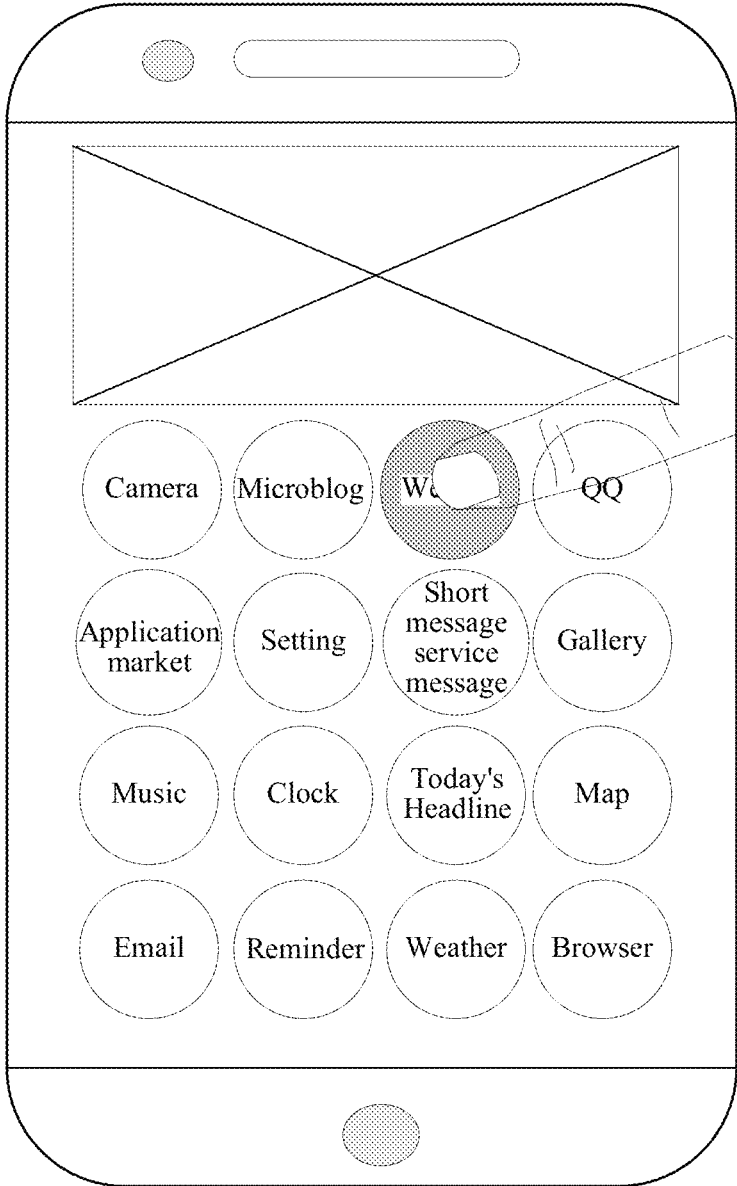 Camera
Microblog
QQ
Application
market
Setting
Short
message
service
message
Gallery
Music
Clock
Today's
Headline
Map
Email
Reminder
Weather
Browser